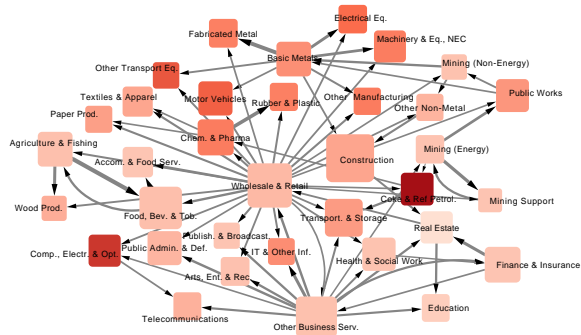 Electrical Eq.
Fabricated Metal
Machinery & Eq., NEC
Basic Metals
Mining (Non-Energy)
Other Transport Eq.
Textiles & Apparel
Motor Vehicles
Rubber & Plastic
Other Manufacturing
Public Works
Other Non-Metal
Paper Prod.
Chem. & Pharma
Agriculture & Fishing
Mining (Energy)
Accom. & Food Serv.
Construction
Wholesale & Retail
Coke & Ref Petrol.
Mining Support
Wood Prod.
Food, Bev. & Tob.
Transport. & Storage
Real Estate
Publish. & Broadcast.
Comp., Electr. & Opt.
Public Admin. & Def.
IT & Other Inf.
Health & Social Work
Finance & Insurance
Arts, Ent. & Rec.
Education
Telecommunications
Other Business Serv.